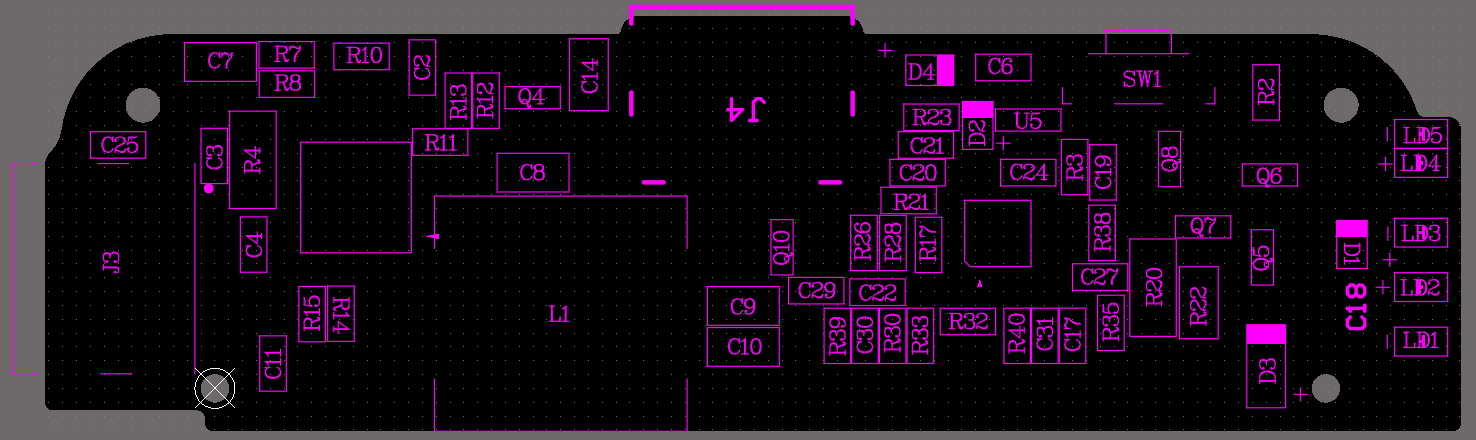 C7
R7
R8
R10
C2
R13
R12
Q4
C14
D4
C6
SW1
R2
J4
R23
D2
U5
C25
C3
R4
R11
C8
C21
C20
C24
R3
C19
Q8
Q6
LD5
LD4
R21
C4
Q10
R26
R28
R17
R38
Q7
Q5
D1
LD3
J3
C29
C22
C27
R20
R22
C18
LD2
R15
R14
L1
C9
C10
R39
C30
R30
R33
R32
R40
C31
C17
R35
D3
LD1
C11